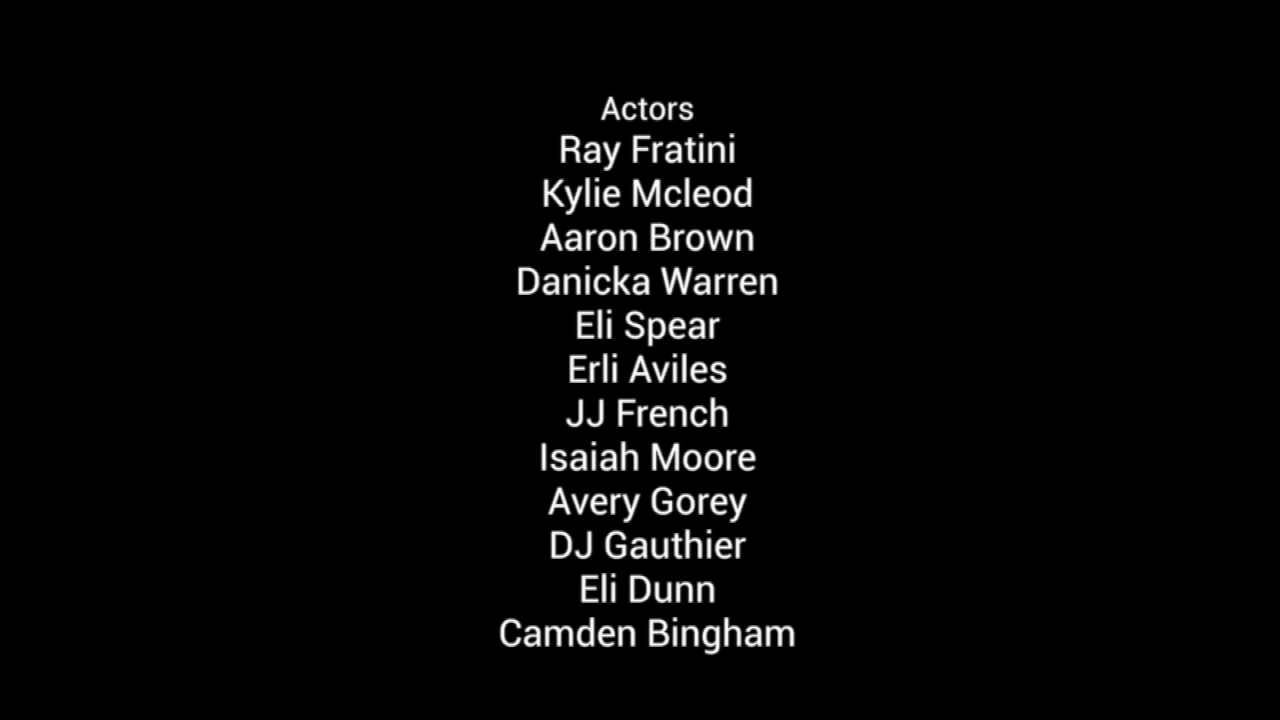 Actors
Ray Fratini
Kylie Mcleod
Aaron Brown
Danicka Warren
Eli Spear
Erli Aviles
JJ French
Isaiah Moore
Avery Gorey
DJ Gauthier
Eli Dunn
Camden Bingham